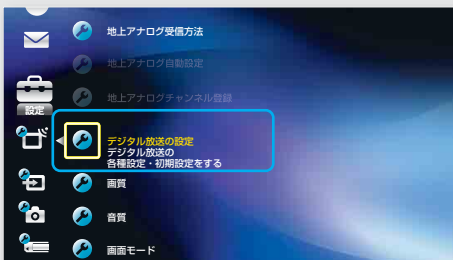 地上アナログ受信方法
地上アナログ自動設定
地上アナログチャンネル登録
設定
デジタル放送の設定
デジタル放送の
各種設定・初期設定をする
画質
音質
画面モード